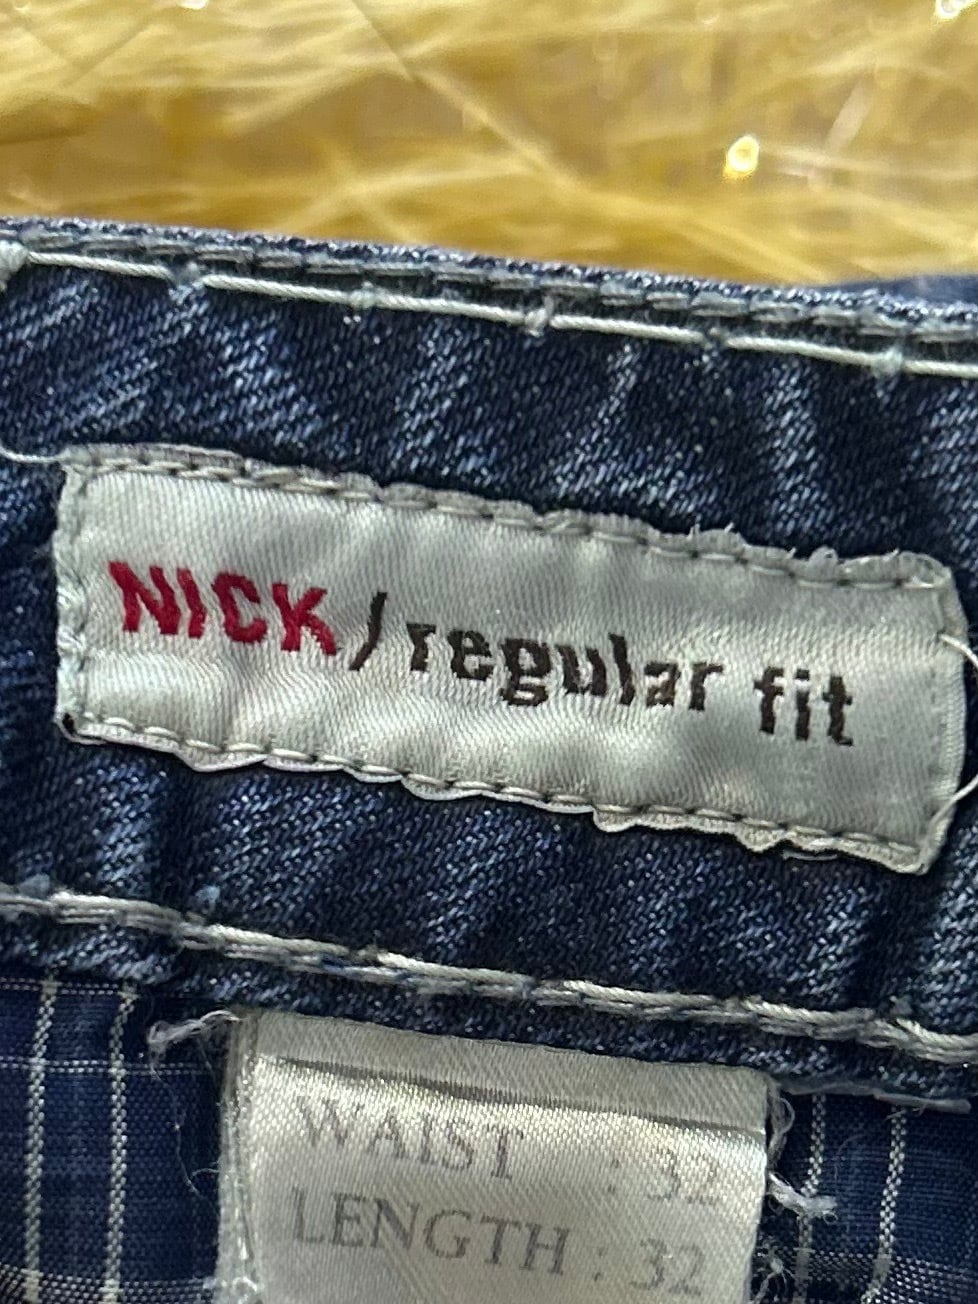 NICK / regular fit
WAIST : 32
LENGTH : 32